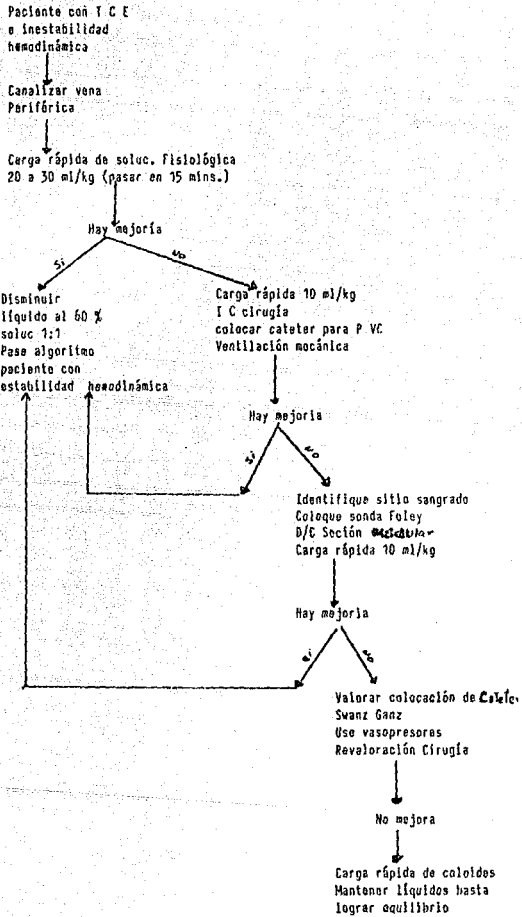 Paciente con T C E
e inestabilidad
hemodinámica
Canalizar vena
Periférica
Carga rápida de soluc. Fisiológica
20 a 30 ml/kg (pasar en 15 mins.)
Hay mejoría
Si
No
Disminuir
líquido al 60 %
soluc 1:1
Pase algoritmo
paciente con
estabilidad hemodinámica
Carga rápida 10 ml/kg
I C cirugía
colocar cateter para P VC
Ventilación mecánica
Hay mejoria
Si
No
Identifique sitio sangrado
Coloque sonda Foley
D/C Seción medular
Carga rápida 10 ml/kg
Hay mejoria
Si
No
Valorar colocación de Catéter
Swanz Ganz
Use vasopresores
Revaloración Cirugía
No mejora
Carga rápida de coloides
Mantener líquidos hasta
lograr equilibrio